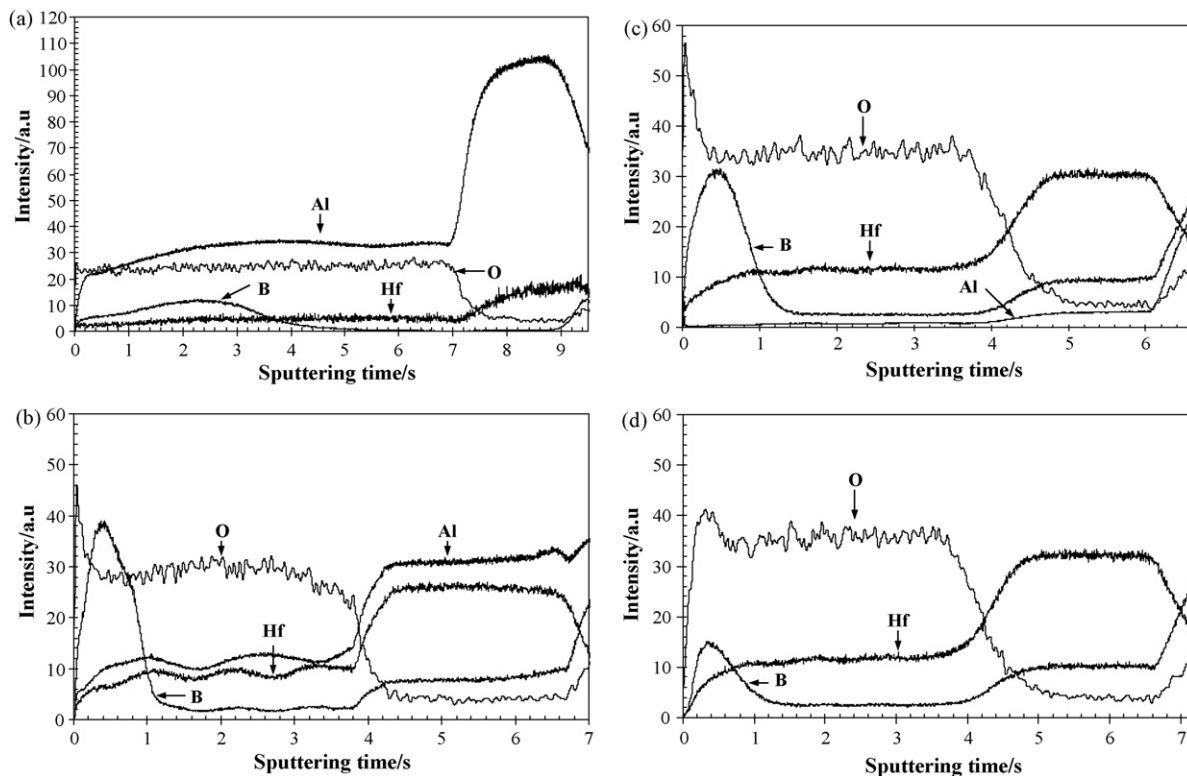 (a)
120
110
100
90
80
70
60
50
40
30
20
10
0
Intensity/a.u
Al
O
B
Hf
0 1 2 3 4 5 6 7 8 9
Sputtering time/s
(b)
60
50
40
30
20
10
0
Intensity/a.u
O
Al
Hf
B
0 1 2 3 4 5 6 7
Sputtering time/s
(c)
60
50
40
30
20
10
0
Intensity/a.u
O
B
Hf
Al
0 1 2 3 4 5 6
Sputtering time/s
(d)
60
50
40
30
20
10
0
Intensity/a.u
O
Hf
B
0 1 2 3 4 5 6 7
Sputtering time/s